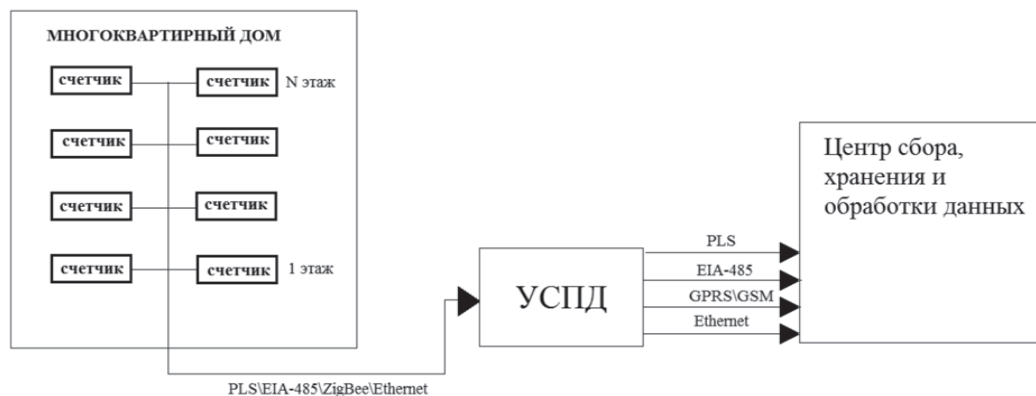 МНОГОКВАРТИРНЫЙ ДОМ
счетчик счетчик N этаж
счетчик счетчик
счетчик счетчик
счетчик счетчик 1 этаж
PLS\EIA-485\ZigBee\Ethernet
УСПД
PLS
EIA-485
GPRS\GSM
Ethernet
Центр сбора,
хранения и
обработки данных